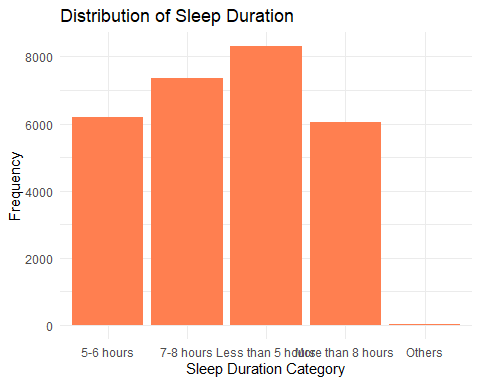 Distribution of Sleep Duration
Frequency
8000
6000
4000
2000
0
5-6 hours 7-8 hours Less than 5 hours More than 8 hours Others
Sleep Duration Category